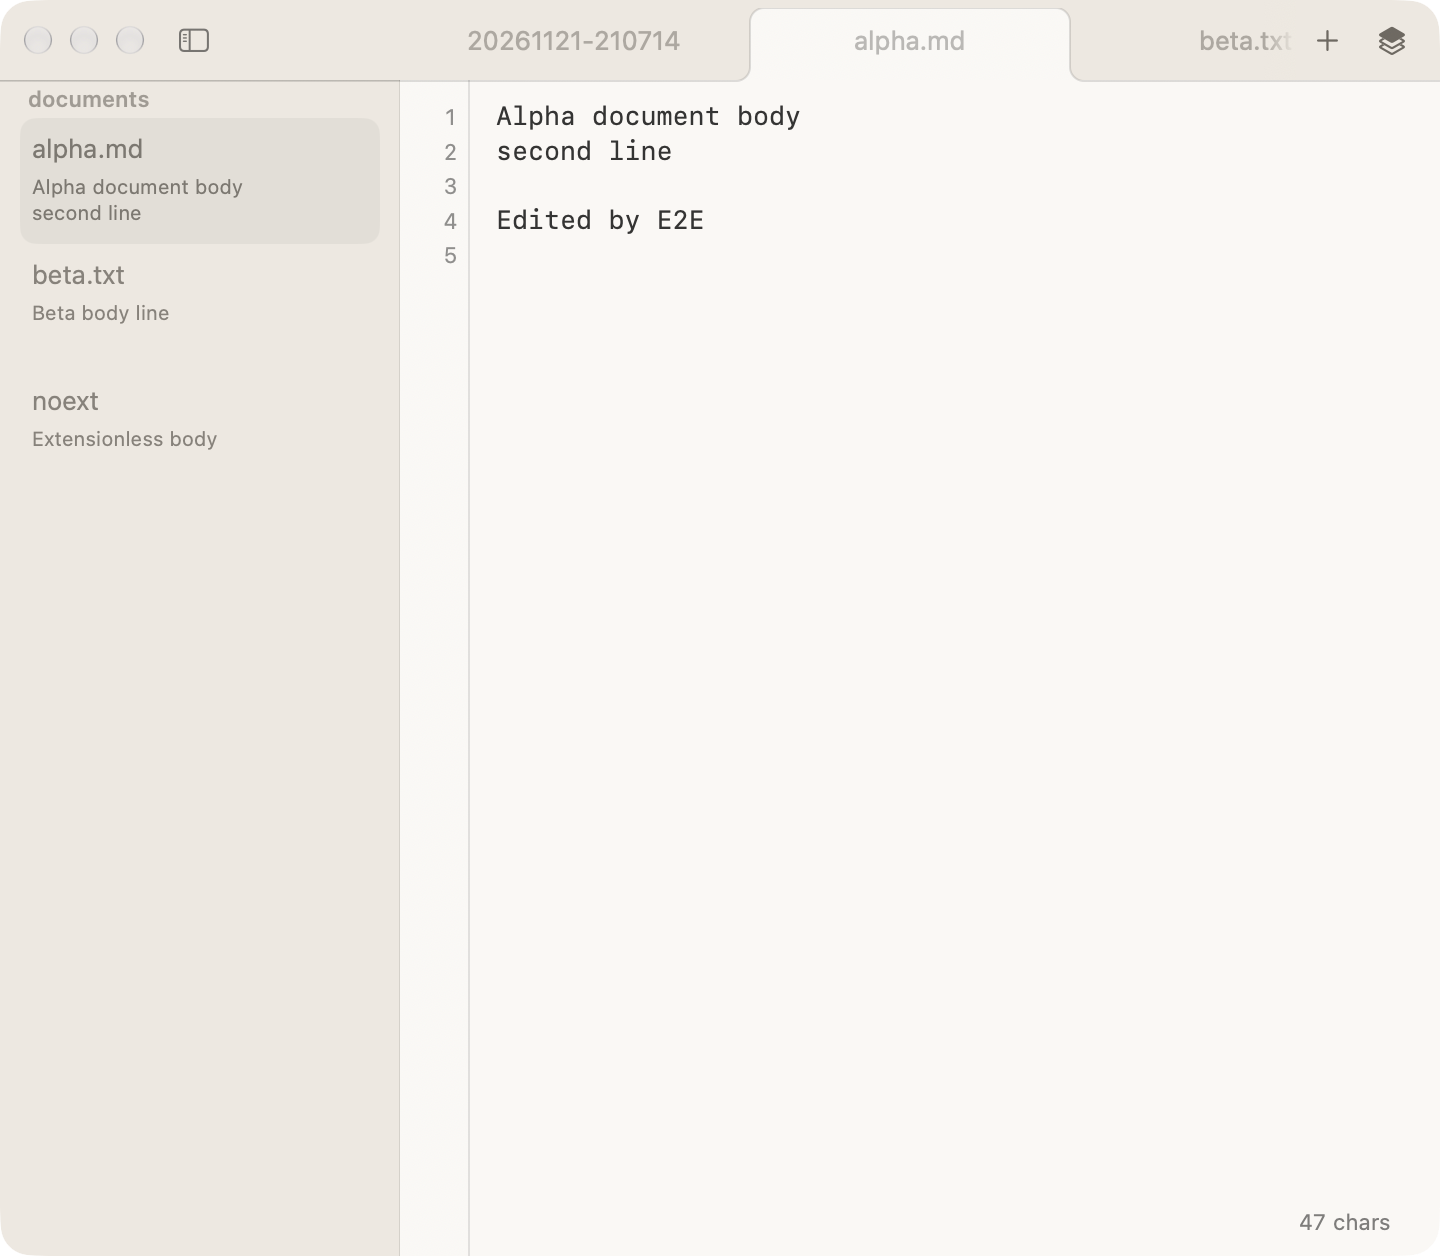 20261121-210714
alpha.md
beta.txt
documents
alpha.md
Alpha document body
second line
beta.txt
Beta body line
noext
Extensionless body
1 Alpha document body
2 second line
3
4 Edited by E2E
5
47 chars